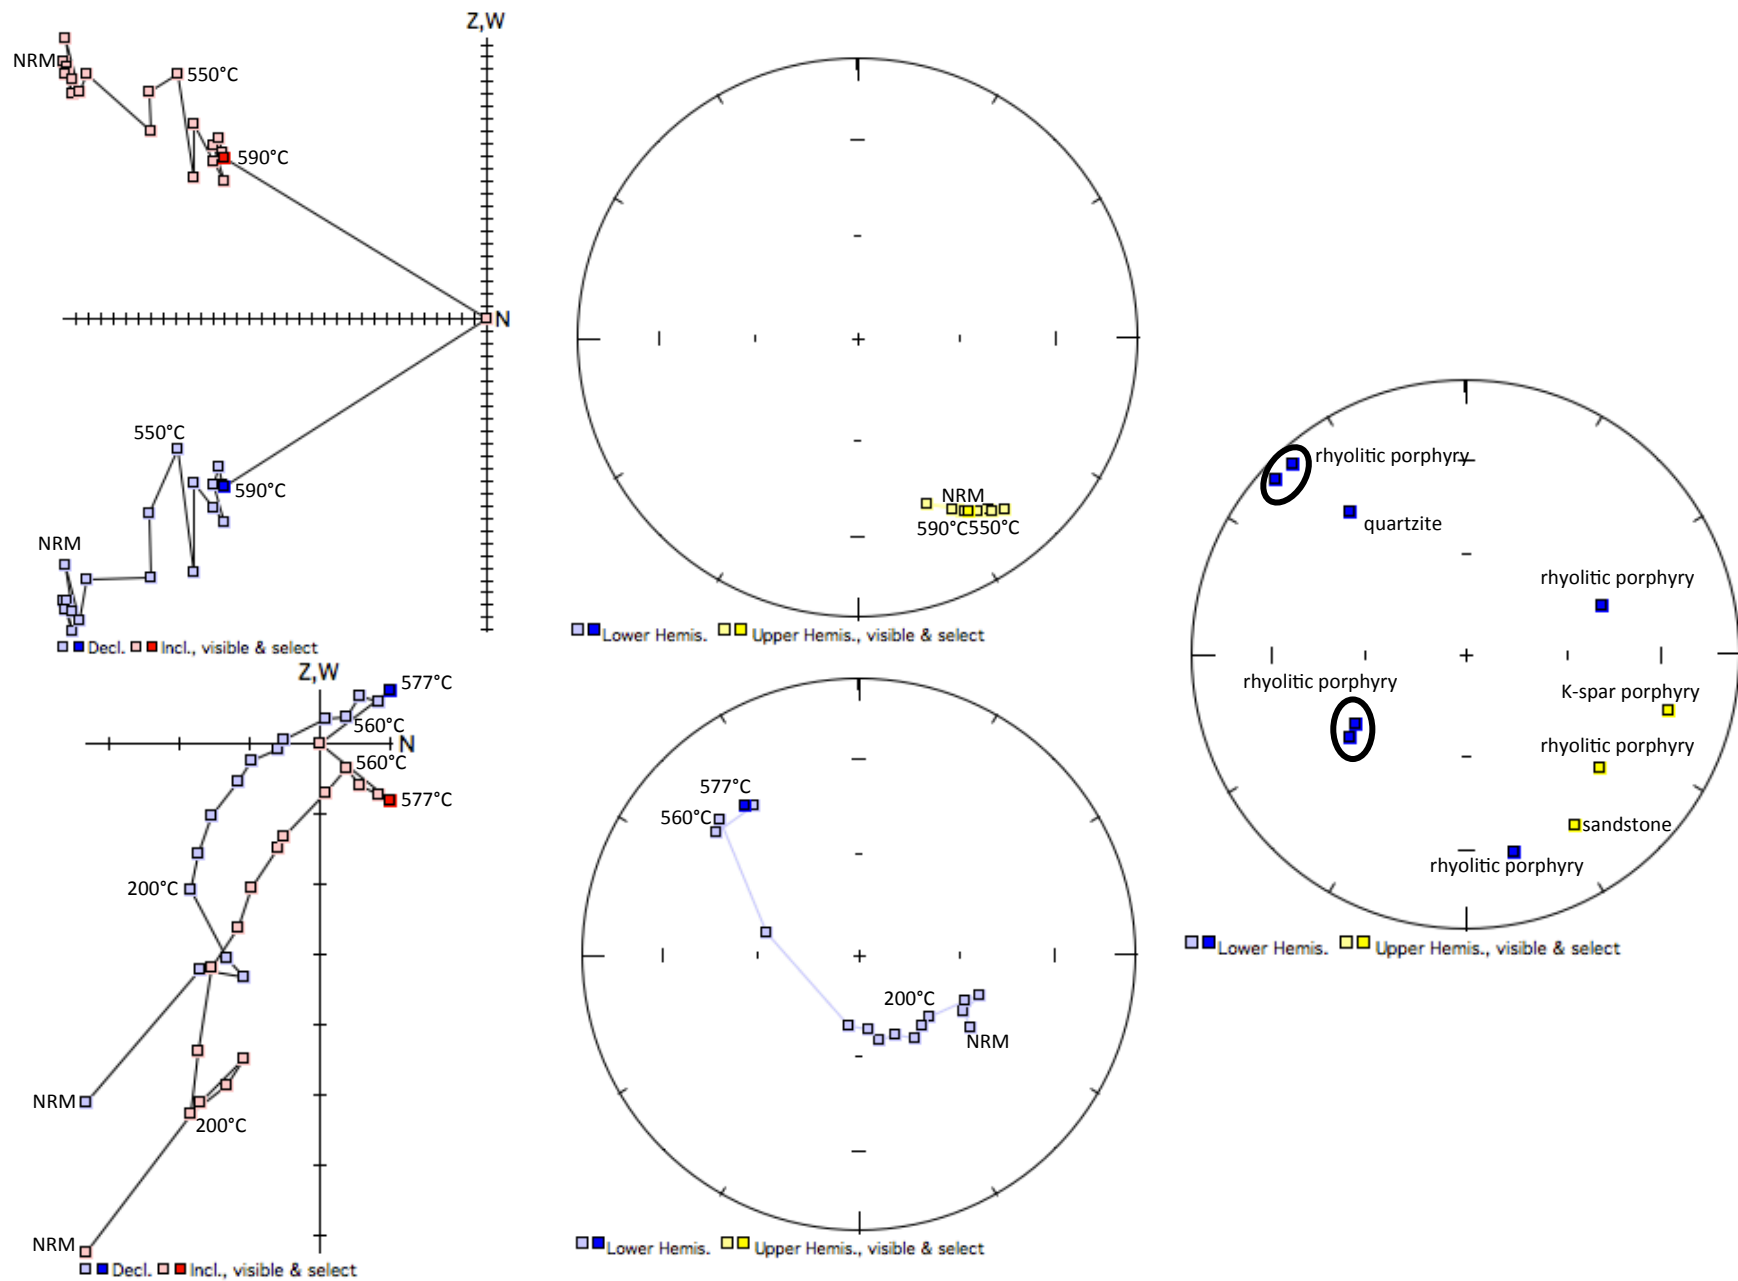 Z,W
NRM
550°C
590°C
N
550°C
590°C
NRM
Decl. Incl., visible & select
NRM
590°C 550°C
Lower Hemis. Upper Hemis., visible & select
Z,W
577°C
560°C
N
560°C
577°C
200°C
NRM
200°C
NRM
Decl. Incl., visible & select
577°C
560°C
200°C
NRM
Lower Hemis. Upper Hemis., visible & select
rhyolitic porphyry
quartzite
rhyolitic porphyry
rhyolitic porphyry
K-spar porphyry
rhyolitic porphyry
sandstone
rhyolitic porphyry
Lower Hemis. Upper Hemis., visible & select